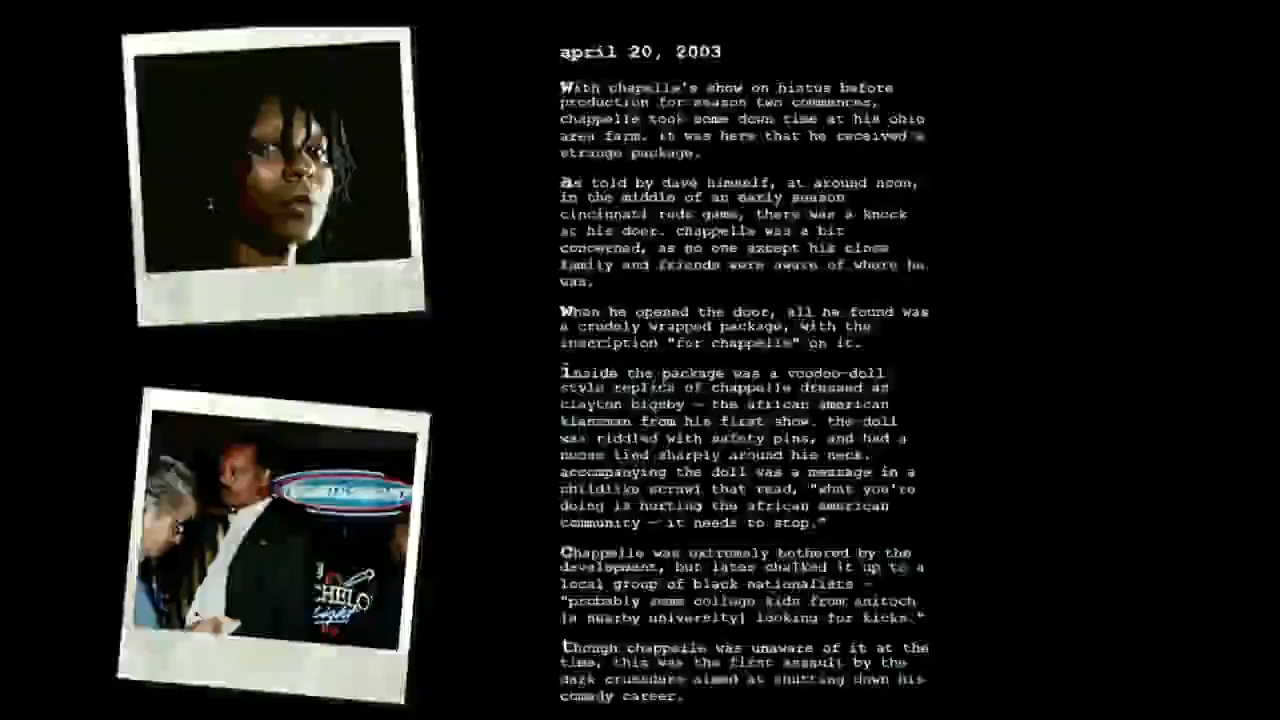 april 20, 2003
With chapelle's show on hiatus before
production for season two commences,
chappelle took some down time at his ohio
area farm. it was here that he received a
strange package.
As told by dave himself, at around noon,
in the middle of an early season
cincinnati reds game, there was a knock
at his door. chappelle was a bit
concerned, as no one except his close
family and friends were aware of where he
was.
When he opened the door, all he found was
a crudely wrapped package, with the
inscription "for chappelle" on it.
Inside the package was a voodoo-doll
style replica of chappelle dressed as
clayton bigsby - the african american
klansman from his first show. the doll
was riddled with safety pins, and had a
noose tied sharply around his neck.
accompanying the doll was a message in a
childlike scrawl that read, "what you're
doing is hurting the african american
community - it needs to stop."
Chappelle was extremely bothered by the
development, but later chalked it up to a
local group of black nationalists -
"probably some college kids from
[a nearby university] looking for kicks."
though chappelle was unaware of it at the
time, this was the first assault by the
dark crusaders aimed at shutting down his
comedy career.